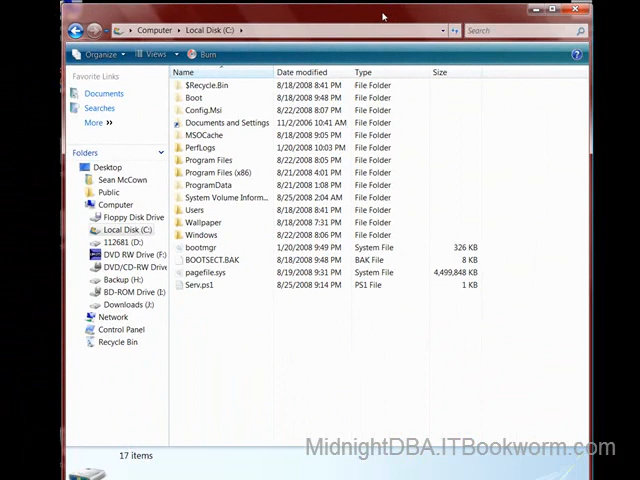 Computer Local Disk (C:) Search
Organize Views Burn
Favorite Links
Documents
Searches
More
Folders
Desktop
Sean McCown
Public
Computer
Floppy Disk Drive
Local Disk (C:)
112681 (D:)
DVD RW Drive (F:
DVD/CD-RW Drive
Backup (H:)
BD-ROM Drive (I:
Downloads (J:)
Network
Control Panel
Recycle Bin
Name Date modified Type Size
$Recycle.Bin 8/18/2008 8:41 PM File Folder
Boot 8/18/2008 9:48 PM File Folder
Config.Msi 8/22/2008 8:07 PM File Folder
Documents and Settings 11/2/2006 10:41 AM File Folder
MSOCache 8/18/2008 9:05 PM File Folder
PerfLogs 1/20/2008 10:03 PM File Folder
Program Files 8/22/2008 8:05 PM File Folder
Program Files (x86) 8/21/2008 4:01 PM File Folder
ProgramData 8/21/2008 1:08 PM File Folder
System Volume Inform... 8/25/2008 2:04 AM File Folder
Users 8/18/2008 8:41 PM File Folder
Wallpaper 8/18/2008 7:31 PM File Folder
Windows 8/22/2008 8:06 PM File Folder
bootmgr 1/20/2008 9:49 PM System File 326 KB
BOOTSECT.BAK 8/18/2008 9:48 PM BAK File 8 KB
pagefile.sys 8/19/2008 9:31 PM System File 4,499,848 KB
Serv.ps1 8/25/2008 9:14 PM PS1 File 1 KB
MidnightDBA.ITBookworm.com
17 items